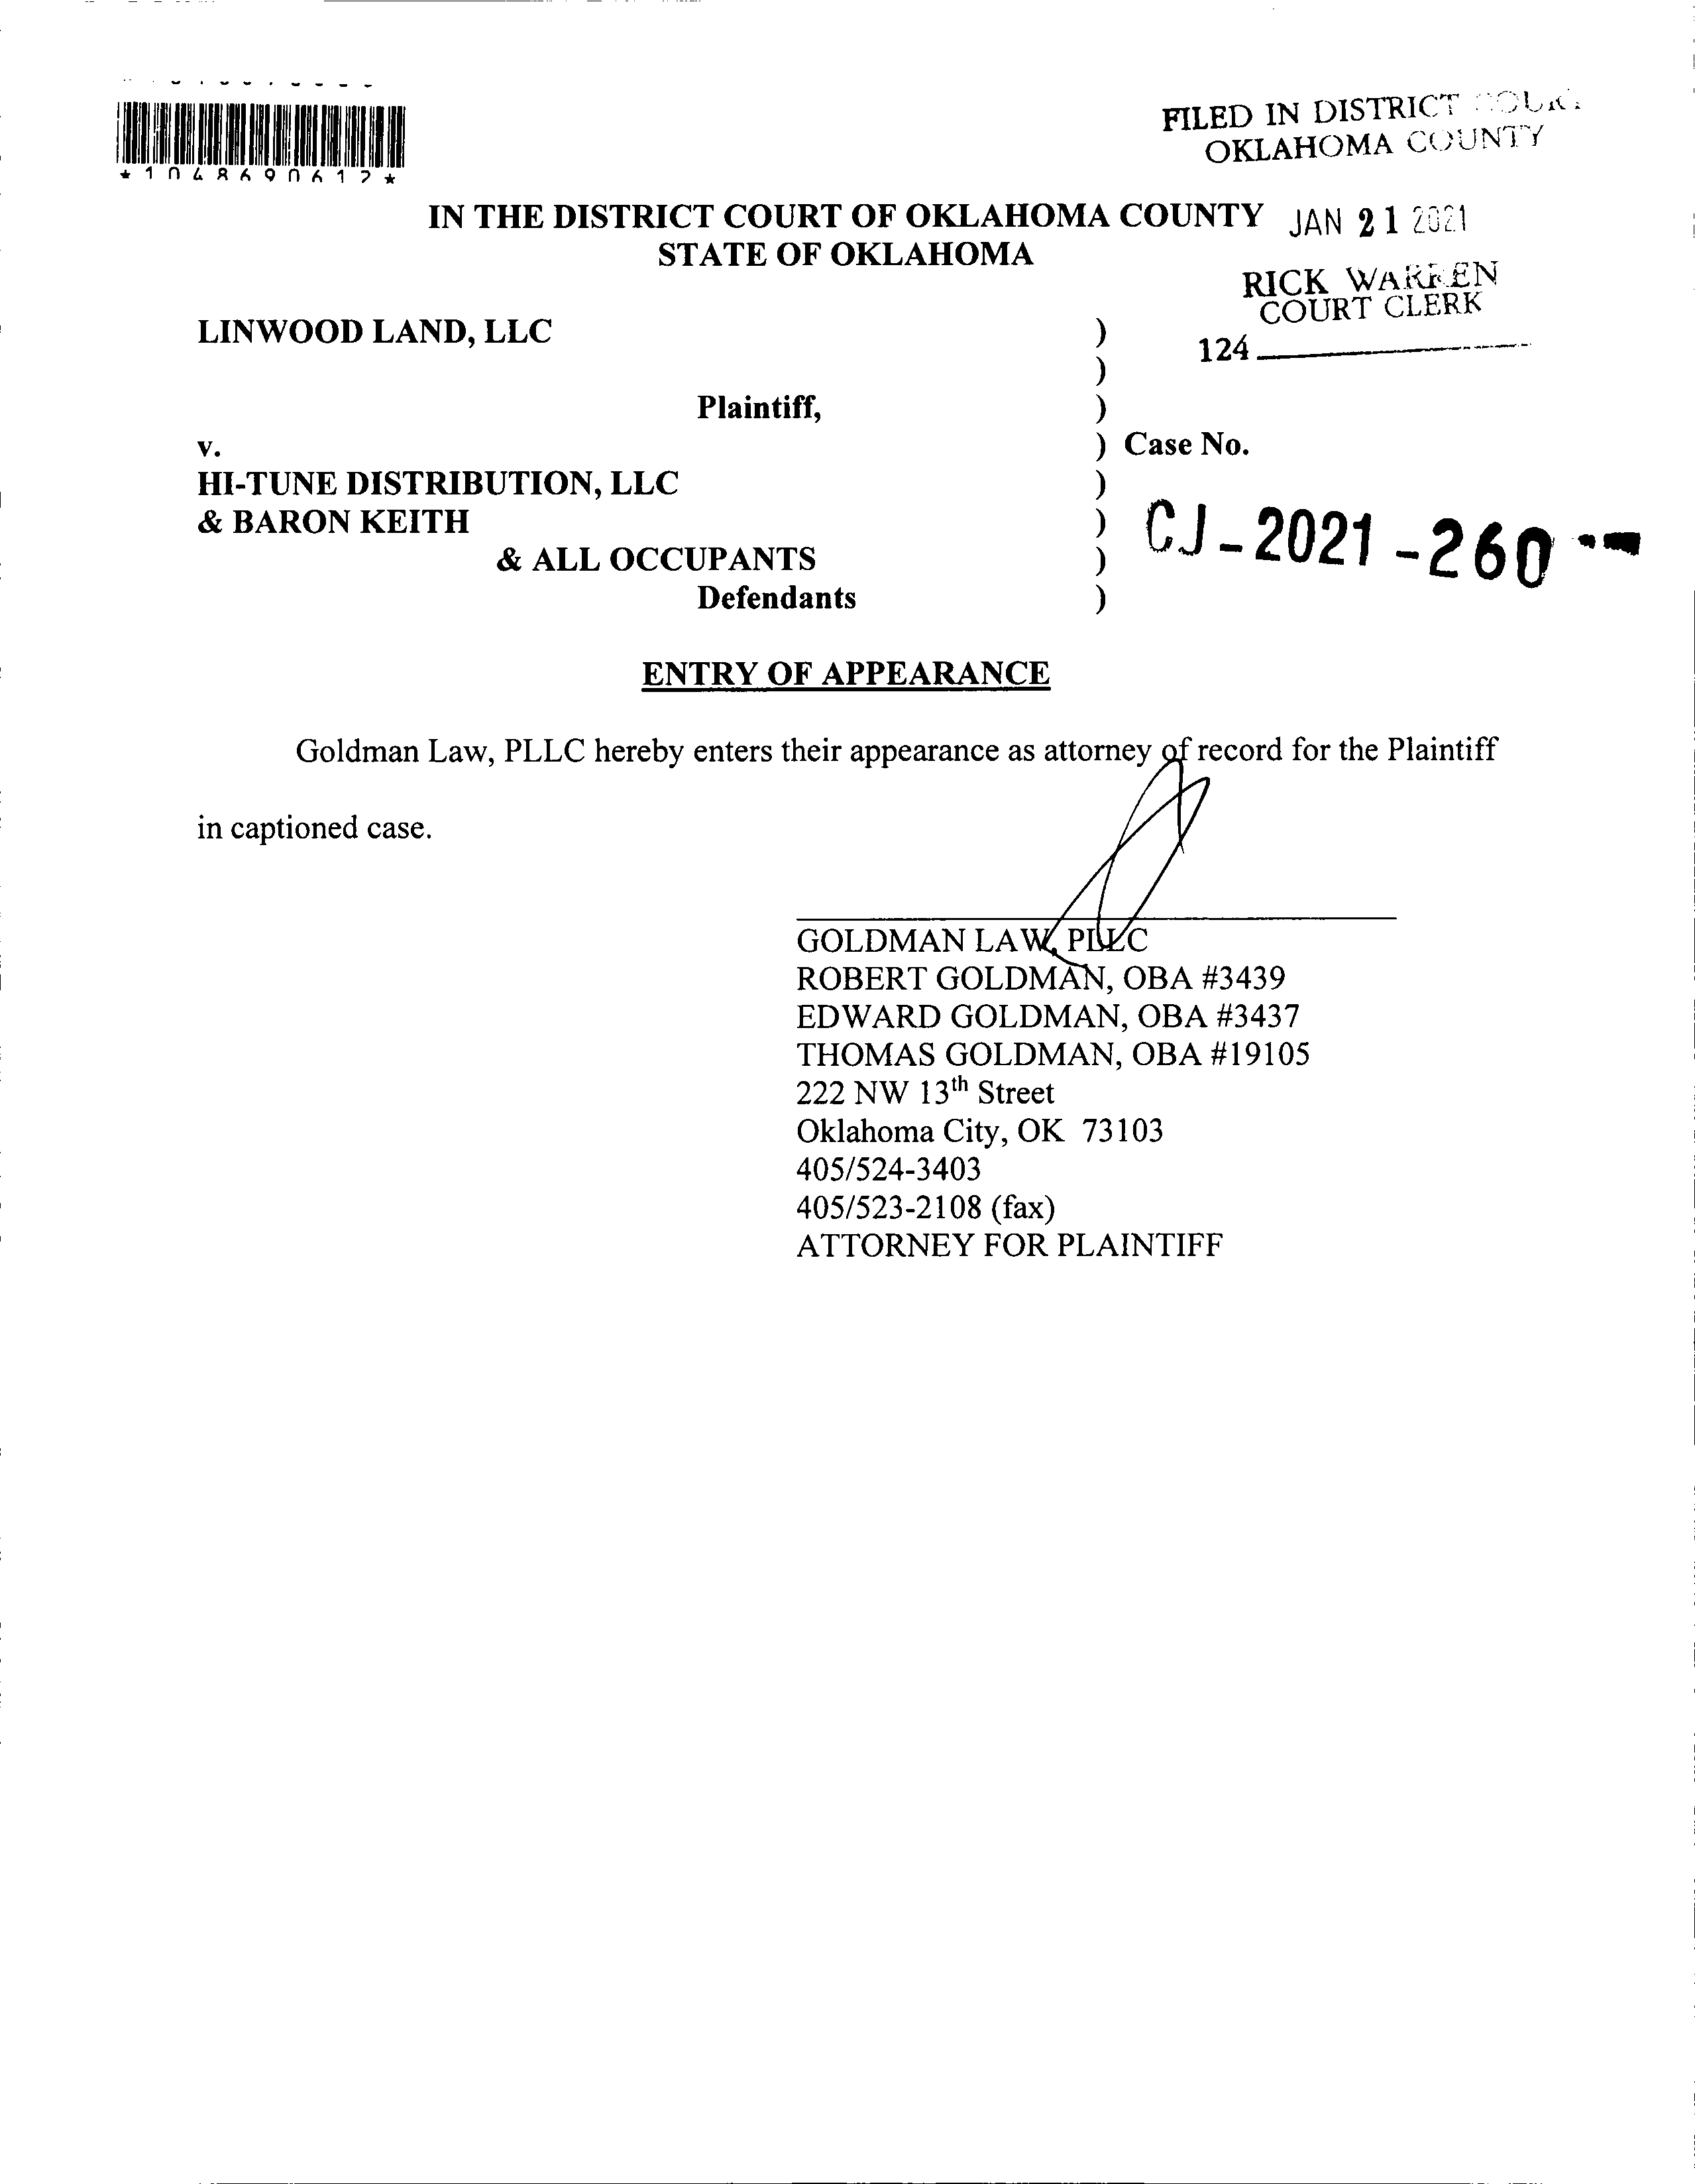 *1048690612*
FILED IN DISTRICT COURT
OKLAHOMA COUNTY
JAN 21 2021
RICK WARREN
COURT CLERK
124
IN THE DISTRICT COURT OF OKLAHOMA COUNTY
STATE OF OKLAHOMA
LINWOOD LAND, LLC )
)
Plaintiff, )
v. ) Case No.
HI-TUNE DISTRIBUTION, LLC )
& BARON KEITH ) CJ-2021-260
& ALL OCCUPANTS )
Defendants )
ENTRY OF APPEARANCE
Goldman Law, PLLC hereby enters their appearance as attorney of record for the Plaintiff
in captioned case.
GOLDMAN LAW, PLLC
ROBERT GOLDMAN, OBA #3439
EDWARD GOLDMAN, OBA #3437
THOMAS GOLDMAN, OBA #19105
222 NW 13th Street
Oklahoma City, OK 73103
405/524-3403
405/523-2108 (fax)
ATTORNEY FOR PLAINTIFF